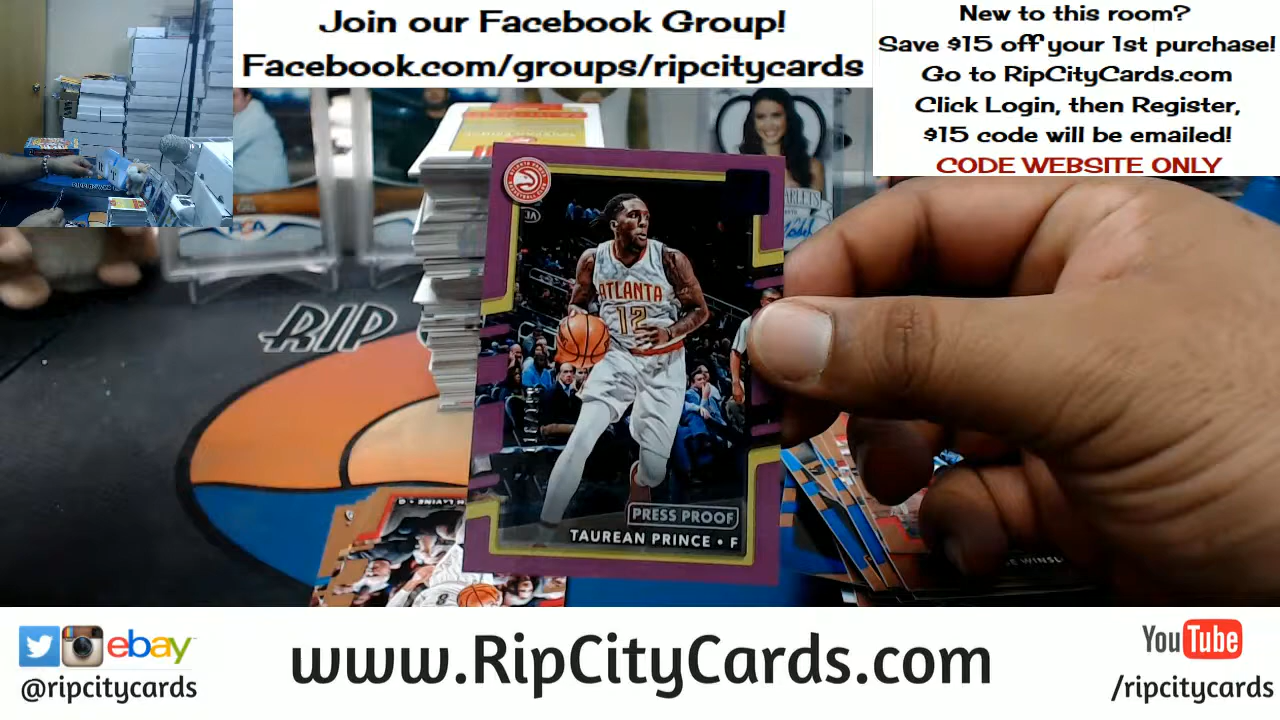 Join our Facebook Group!
Facebook.com/groups/ripcitycards
New to this room?
Save $15 off your 1st purchase!
Go to RipCityCards.com
Click Login, then Register,
$15 code will be emailed!
CODE WEBSITE ONLY
RIP
ATLANTA
12
PRESS PROOF
TAUREAN PRINCE • F
ebay
@ripcitycards
www.RipCityCards.com
YouTube
/ripcitycards